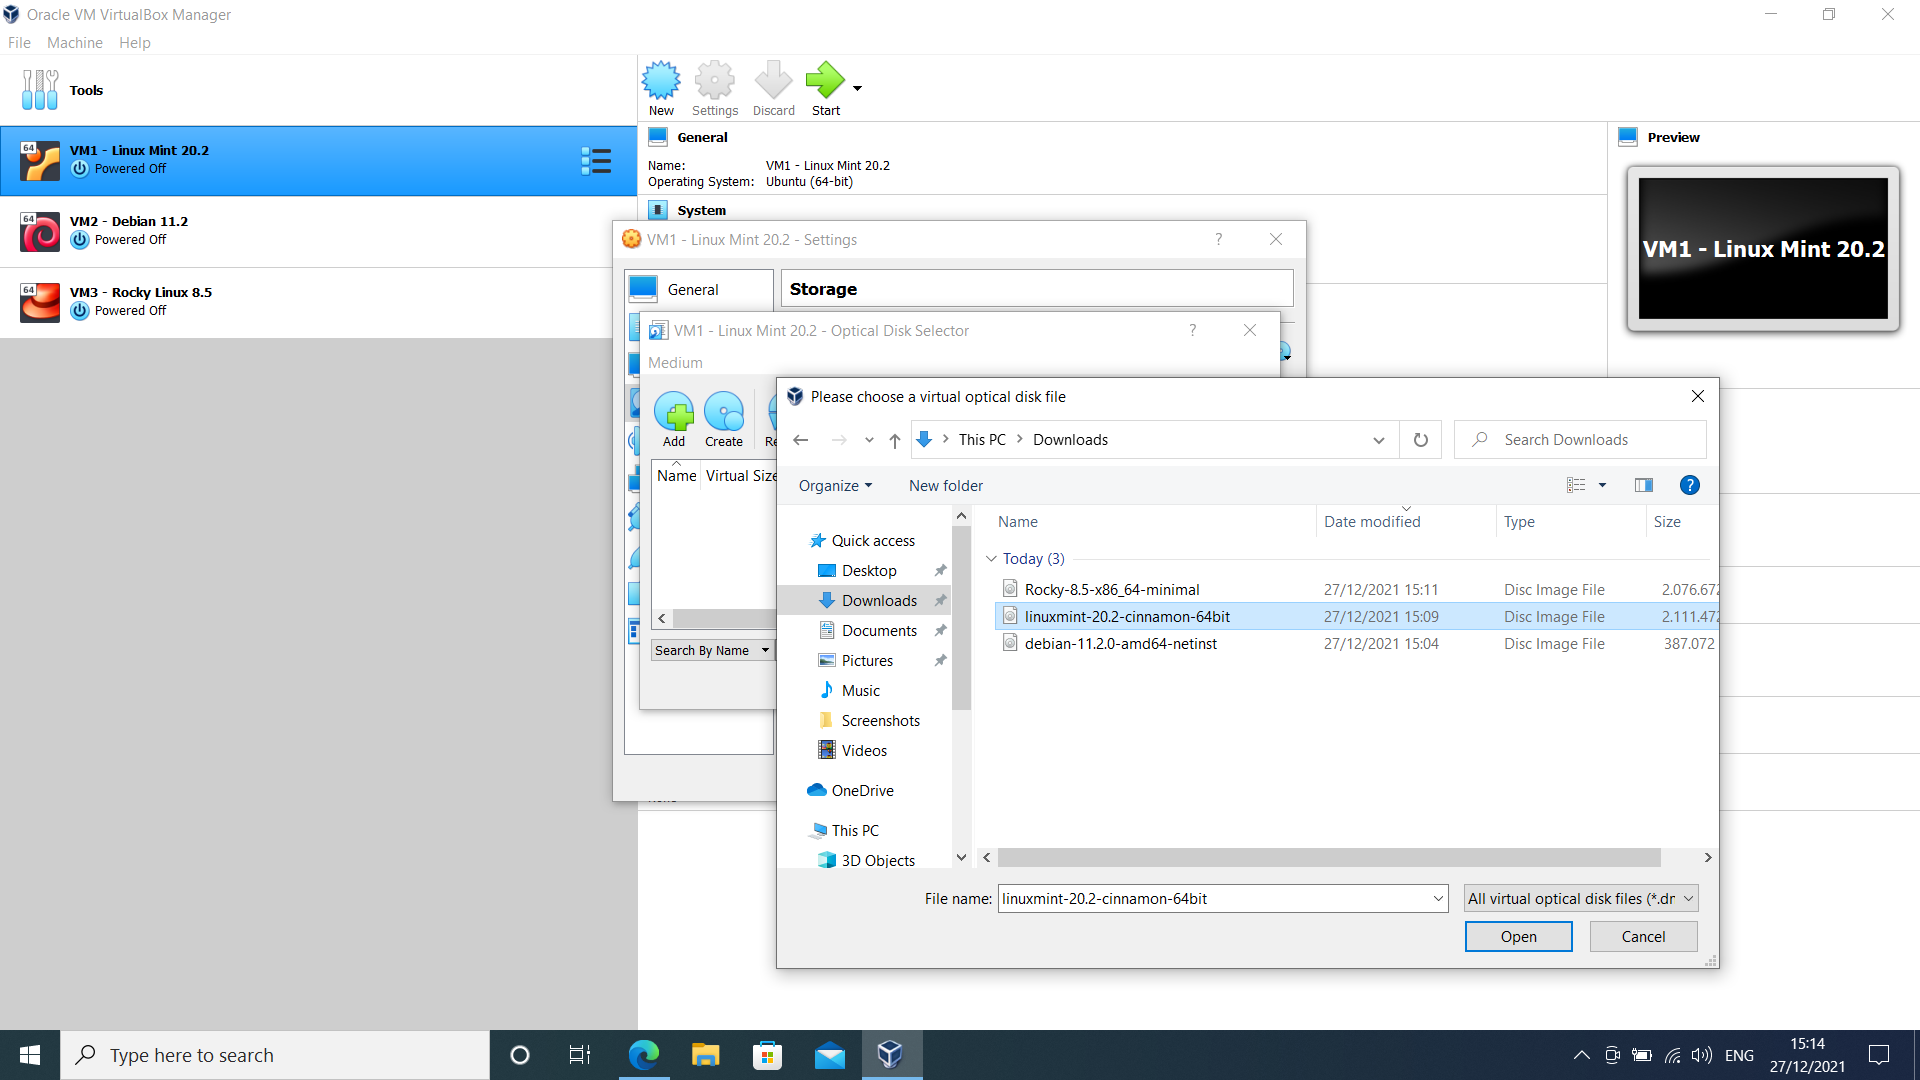 Oracle VM VirtualBox Manager
File Machine Help
Tools
New Settings Discard Start
64
VM1 - Linux Mint 20.2
Powered Off
64
VM2 - Debian 11.2
Powered Off
64
VM3 - Rocky Linux 8.5
Powered Off
General
Name: VM1 - Linux Mint 20.2
Operating System: Ubuntu (64-bit)
System
Preview
VM1 - Linux Mint 20.2
VM1 - Linux Mint 20.2 - Settings
?
General
Storage
VM1 - Linux Mint 20.2 - Optical Disk Selector
?
Medium
Add Create Re
Name Virtual Size
Search By Name
Please choose a virtual optical disk file
This PC Downloads
Search Downloads
Organize New folder
?
Name Date modified Type Size
Quick access
Desktop
Downloads
Documents
Pictures
Music
Screenshots
Videos
OneDrive
This PC
3D Objects
Today (3)
Rocky-8.5-x86_64-minimal 27/12/2021 15:11 Disc Image File 2.076.672
linuxmint-20.2-cinnamon-64bit 27/12/2021 15:09 Disc Image File 2.111.472
debian-11.2.0-amd64-netinst 27/12/2021 15:04 Disc Image File 387.072
File name: linuxmint-20.2-cinnamon-64bit
All virtual optical disk files (*.dr
Open Cancel
Type here to search
ENG
15:14
27/12/2021